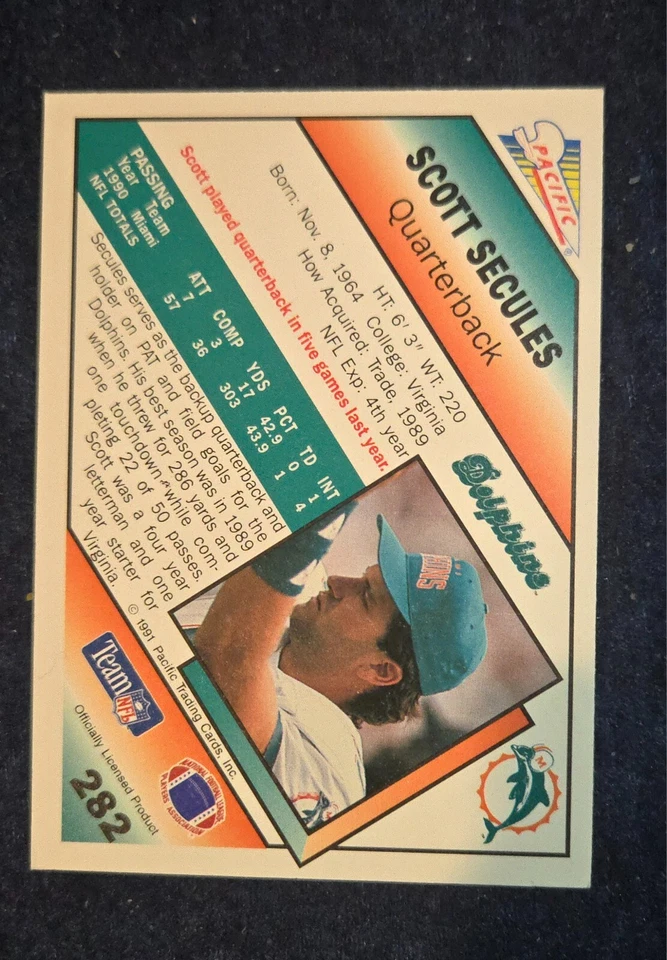 PACIFIC
®
SCOTT SECULES
Quarterback
HT: 6' 3" WT: 220
Born: Nov. 8, 1964 College: Virginia
How Acquired: Trade, 1989
NFL Exp: 4th year
Scott played quarterback in five games last year.
PASSING
Year Team ATT COMP YDS PCT TD INT
1990 Miami 7 3 17 42.9 0 1
NFL TOTALS 57 36 303 43.9 1 4
Secules serves as the backup quarterback and
holder on PAT and field goals for the
Dolphins. His best season was in 1989
when he threw for 286 yards and
one touchdown while com-
pleting 22 of 50 passes.
Scott was a four year
letterman and one
year starter for
Virginia.
Dolphins
M
© 1991 Pacific Trading Cards, Inc.
Team NFL
Officially Licensed Product
NATIONAL FOOTBALL LEAGUE
PLAYERS ASSOCIATION
282